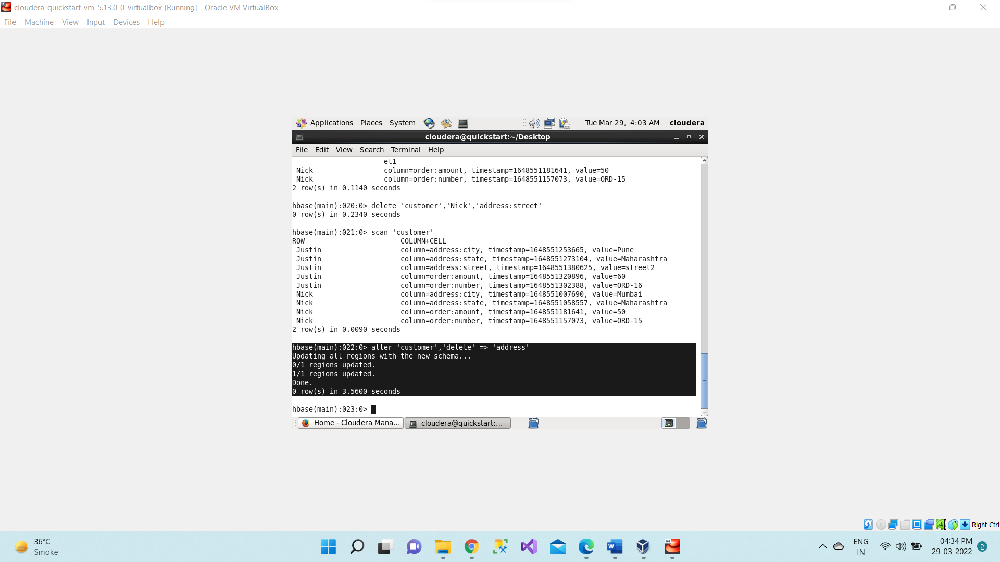 cloudera-quickstart-vm-5.13.0-0-virtualbox [Running] - Oracle VM VirtualBox
File Machine View Input Devices Help
Applications Places System Tue Mar 29, 4:03 AM cloudera
cloudera@quickstart:~/Desktop
File Edit View Search Terminal Help
et1
Nick column=order:amount, timestamp=1648551181641, value=50
Nick column=order:number, timestamp=1648551157073, value=ORD-15
2 row(s) in 0.1140 seconds
hbase(main):020:0> delete 'customer','Nick','address:street'
0 row(s) in 0.2340 seconds
hbase(main):021:0> scan 'customer'
ROW COLUMN+CELL
Justin column=address:city, timestamp=1648551253665, value=Pune
Justin column=address:state, timestamp=1648551273104, value=Maharashtra
Justin column=address:street, timestamp=1648551380625, value=street2
Justin column=order:amount, timestamp=1648551320896, value=60
Justin column=order:number, timestamp=1648551302388, value=ORD-16
Nick column=address:city, timestamp=1648551007690, value=Mumbai
Nick column=address:state, timestamp=1648551058557, value=Maharashtra
Nick column=order:amount, timestamp=1648551181641, value=50
Nick column=order:number, timestamp=1648551157073, value=ORD-15
2 row(s) in 0.0090 seconds
hbase(main):022:0> alter 'customer','delete' => 'address'
Updating all regions with the new schema...
0/1 regions updated.
1/1 regions updated.
Done.
0 row(s) in 3.5600 seconds
hbase(main):023:0>
Home - Cloudera Mana... cloudera@quickstart:...
Right Ctrl
36°C
Smoke
ENG
IN
04:34 PM
29-03-2022
2